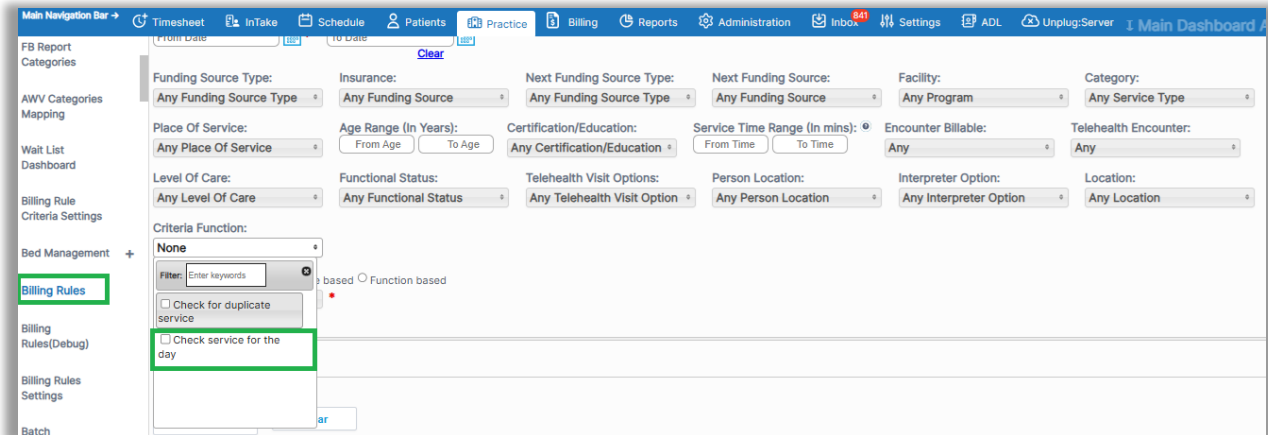 Main Navigation Bar → Timesheet InTake Schedule Patients Practice Billing Reports Administration Inbox 841 Settings ADL Unplug:Server Main Dashboard A
FB Report
Categories
AWV Categories
Mapping
Wait List
Dashboard
Billing Rule
Criteria Settings
Bed Management +
Billing Rules
Billing
Rules(Debug)
Billing Rules
Settings
Batch
From Date To Date
Clear
Funding Source Type: Insurance: Next Funding Source Type: Next Funding Source: Facility: Category:
Any Funding Source Type Any Funding Source Any Funding Source Type Any Funding Source Any Program Any Service Type
Place Of Service: Age Range (In Years): Certification/Education: Service Time Range (In mins): Encounter Billable: Telehealth Encounter:
Any Place Of Service From Age To Age Any Certification/Education From Time To Time Any Any
Level Of Care: Functional Status: Telehealth Visit Options: Person Location: Interpreter Option: Location:
Any Level Of Care Any Functional Status Any Telehealth Visit Option Any Person Location Any Interpreter Option Any Location
Criteria Function:
None
Filter: Enter keywords
based Function based
*
Check for duplicate
service
Check service for the
day
ar